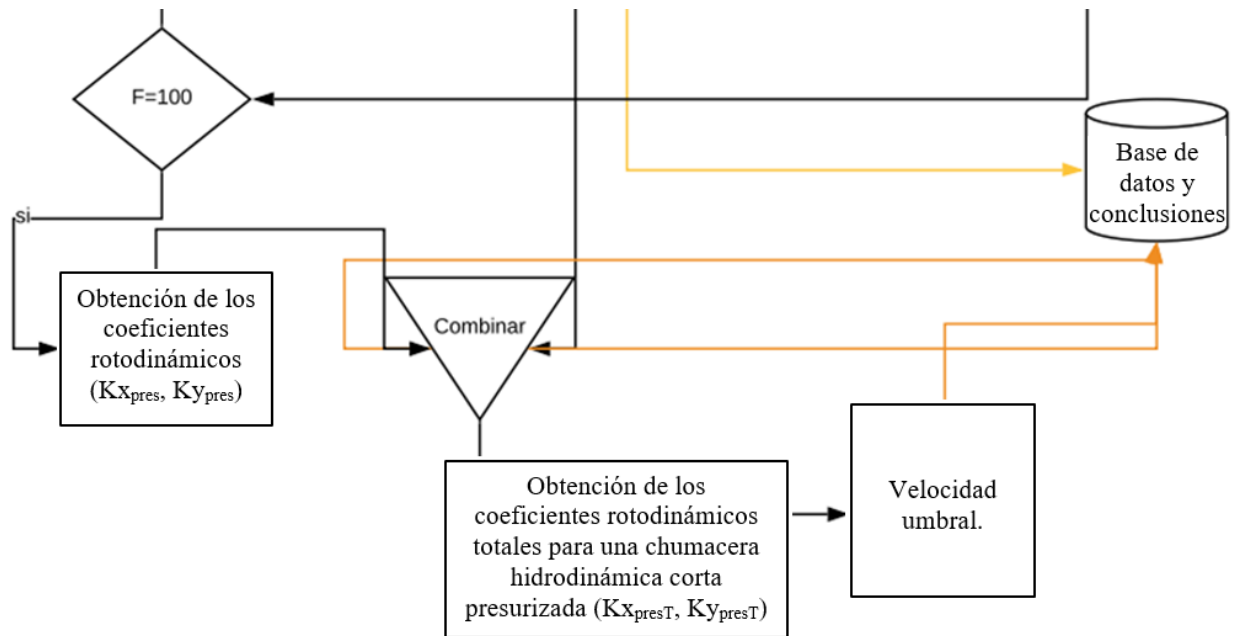 F=100
Base de
datos y
conclusiones
si
Obtención de los
coeficientes
rotodinámicos
(Kxpres, Kypres)
Combinar
Obtención de los
coeficientes rotodinámicos
totales para una chumacera
hidrodinámica corta
presurizada (KxpresT, KypresT)
Velocidad
umbral.